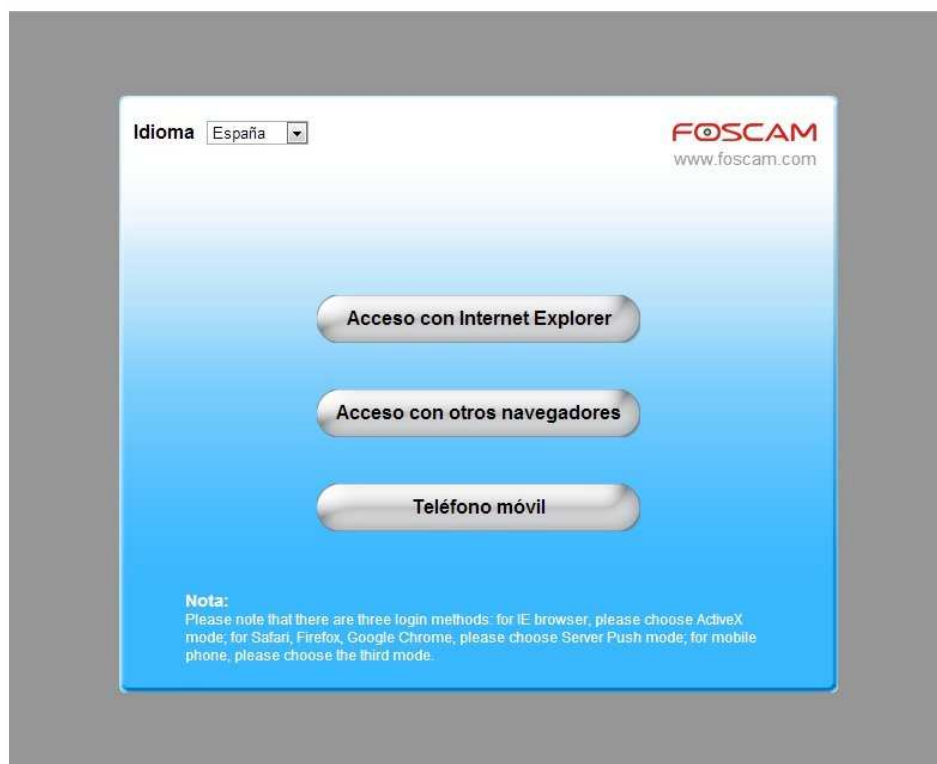 Idioma España
FOSCAM
www.foscam.com
Acceso con Internet Explorer
Acceso con otros navegadores
Teléfono móvil
Nota:
Please note that there are three login methods: for IE browser, please choose ActiveX
mode; for Safari, Firefox, Google Chrome, please choose Server Push mode; for mobile
phone, please choose the third mode.